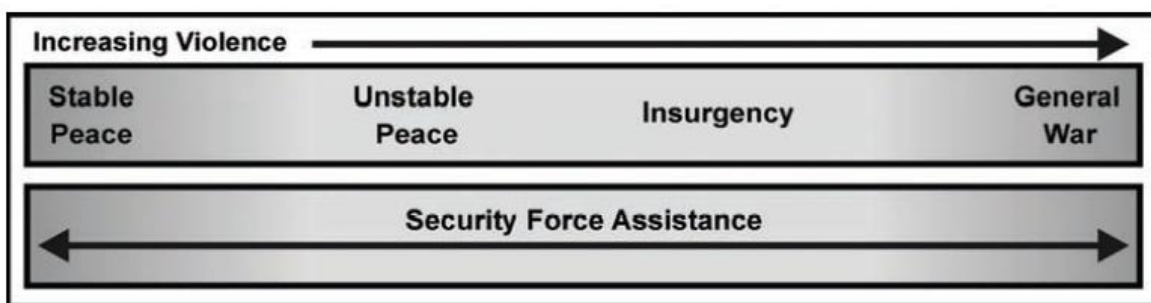 Increasing Violence
Stable
Peace
Unstable
Peace
Insurgency
General
War
Security Force Assistance